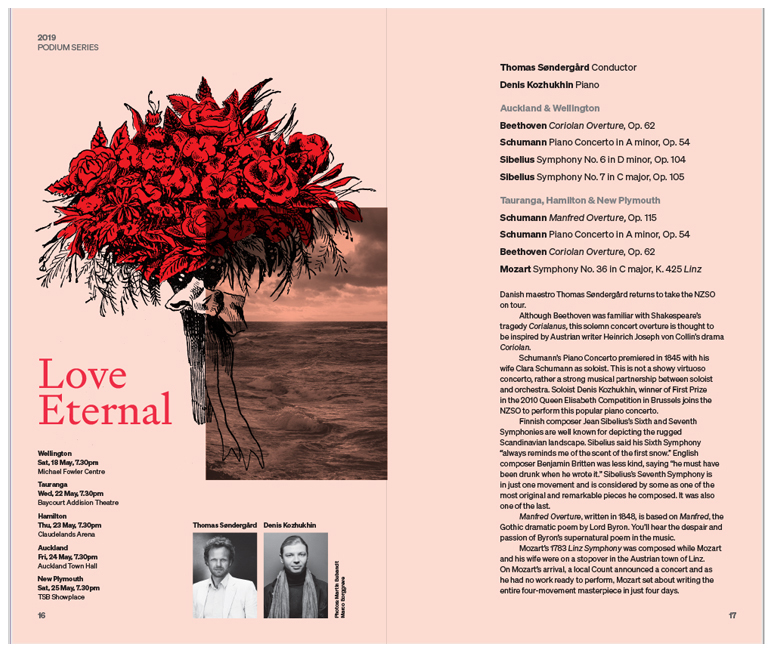 2019
PODIUM SERIES
Love
Eternal
Wellington
Sat, 18 May, 7.30pm
Michael Fowler Centre
Tauranga
Wed, 22 May, 7.30pm
Baycourt Addision Theatre
Hamilton
Thu, 23 May, 7.30pm
Claudelands Arena
Auckland
Fri, 24 May, 7.30pm
Auckland Town Hall
New Plymouth
Sat, 25 May, 7.30pm
TSB Showplace
Thomas Søndergård Denis Kozhukhin
16
Thomas Søndergård Conductor
Denis Kozhukhin Piano
Auckland & Wellington
Beethoven Coriolan Overture, Op. 62
Schumann Piano Concerto in A minor, Op. 54
Sibelius Symphony No. 6 in D minor, Op. 104
Sibelius Symphony No. 7 in C major, Op. 105
Tauranga, Hamilton & New Plymouth
Schumann Manfred Overture, Op. 115
Schumann Piano Concerto in A minor, Op. 54
Beethoven Coriolan Overture, Op. 62
Mozart Symphony No. 36 in C major, K. 425 Linz
Danish maestro Thomas Søndergård returns to take the NZSO
on tour.
Although Beethoven was familiar with Shakespeare's
tragedy Corialanus, this solemn concert overture is thought to
be inspired by Austrian writer Heinrich Joseph von Collin's drama
Coriolan.
Schumann's Piano Concerto premiered in 1845 with his
wife Clara Schumann as soloist. This is not a showy virtuoso
concerto, rather a strong musical partnership between soloist
and orchestra. Soloist Denis Kozhukhin, winner of First Prize
in the 2010 Queen Elisabeth Competition in Brussels joins the
NZSO to perform this popular piano concerto.
Finnish composer Jean Sibelius's Sixth and Seventh
Symphonies are well known for depicting the rugged
Scandinavian landscape. Sibelius said his Sixth Symphony
"always reminds me of the scent of the first snow." English
composer Benjamin Britten was less kind, saying "he must have
been drunk when he wrote it." Sibelius's Seventh Symphony is
in just one movement and is considered by some as one of the
most original and remarkable pieces he composed. It was also
one of the last.
Manfred Overture, written in 1848, is based on Manfred, the
Gothic dramatic poem by Lord Byron. You'll hear the despair and
passion of Byron's supernatural poem in the music.
Mozart's 1783 Linz Symphony was composed while Mozart
and his wife were on a stopover in the Austrian town of Linz.
On Mozart's arrival, a local Count announced a concert and as
he had no work ready to perform, Mozart set about writing the
entire four-movement masterpiece in just four days.
17